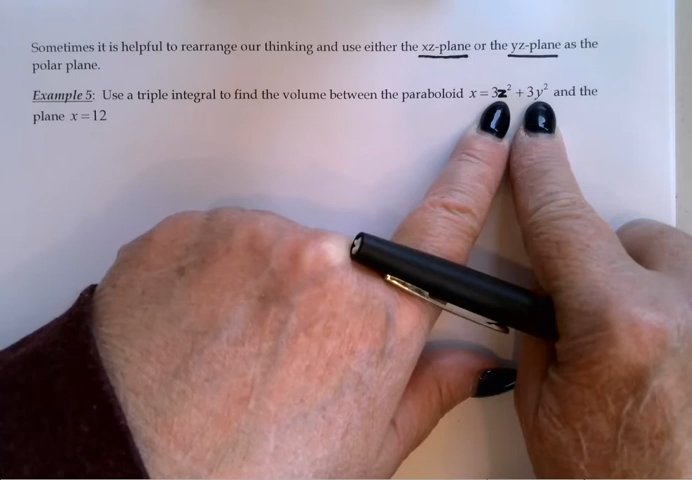 Sometimes it is helpful to rearrange our thinking and use either the xz-plane or the yz-plane as the
polar plane.
Example 5: Use a triple integral to find the volume between the paraboloid x = 3z² + 3y² and the
plane x = 12